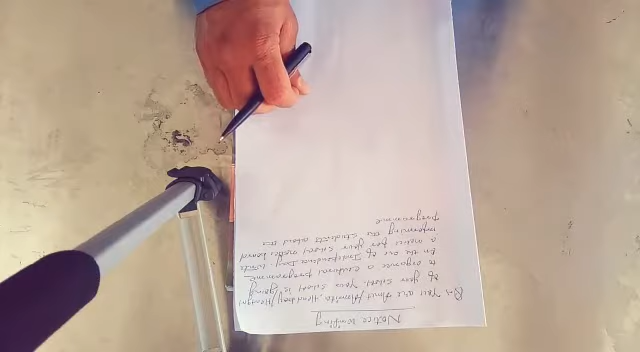 Notice writing
Q.1 You are Amit/Namita Head boy/Head girl
of your school. Your school is going
to organise a cultural programme
on the eve of Independence Day. Write
a notice for your school notice board
informing the students about the
programme